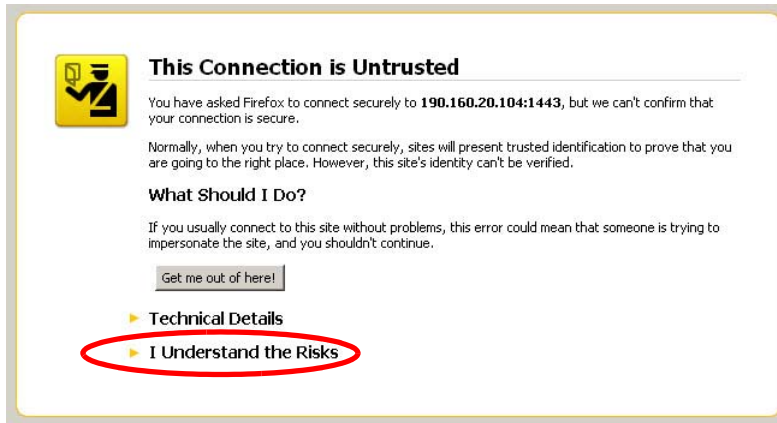 This Connection is Untrusted
You have asked Firefox to connect securely to 190.160.20.104:1443, but we can't confirm that
your connection is secure.
Normally, when you try to connect securely, sites will present trusted identification to prove that you
are going to the right place. However, this site's identity can't be verified.
What Should I Do?
If you usually connect to this site without problems, this error could mean that someone is trying to
impersonate the site, and you shouldn't continue.
Get me out of here!
Technical Details
I Understand the Risks